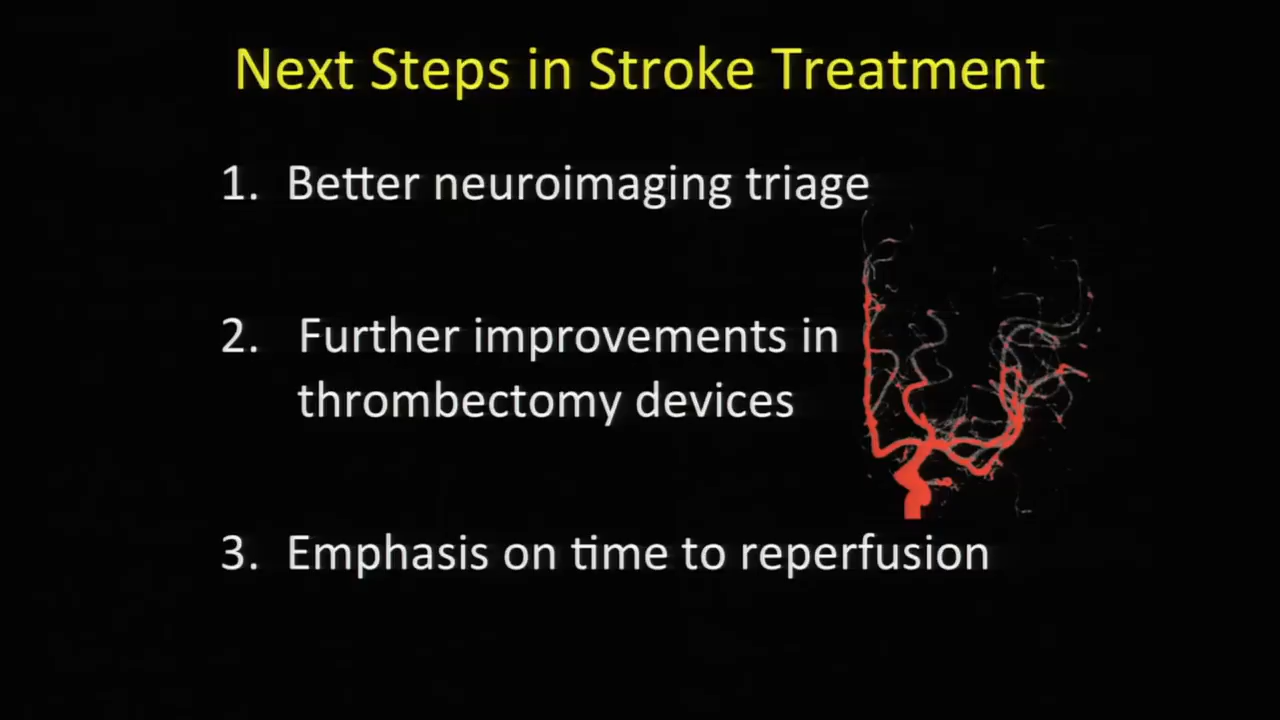 Next Steps in Stroke Treatment
1. Better neuroimaging triage
2. Further improvements in
thrombectomy devices
3. Emphasis on time to reperfusion